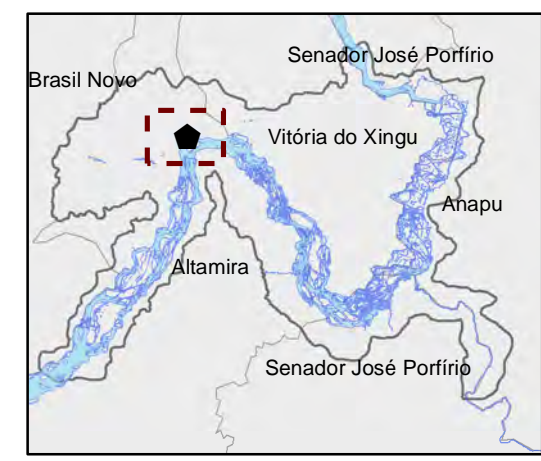 Senador José Porfírio
Brasil Novo
Vitória do Xingu
Anapu
Altamira
Senador José Porfírio